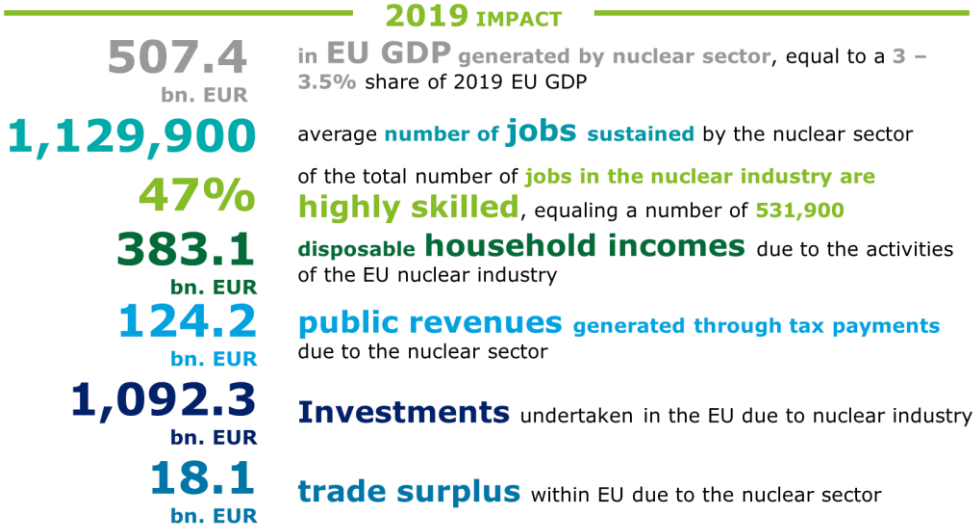 2019 IMPACT
507.4
bn. EUR
in EU GDP generated by nuclear sector, equal to a 3 –
3.5% share of 2019 EU GDP
1,129,900
average number of jobs sustained by the nuclear sector
47%
of the total number of jobs in the nuclear industry are
highly skilled, equaling a number of 531,900
383.1
bn. EUR
disposable household incomes due to the activities
of the EU nuclear industry
124.2
bn. EUR
public revenues generated through tax payments
due to the nuclear sector
1,092.3
bn. EUR
Investments undertaken in the EU due to nuclear industry
18.1
bn. EUR
trade surplus within EU due to the nuclear sector